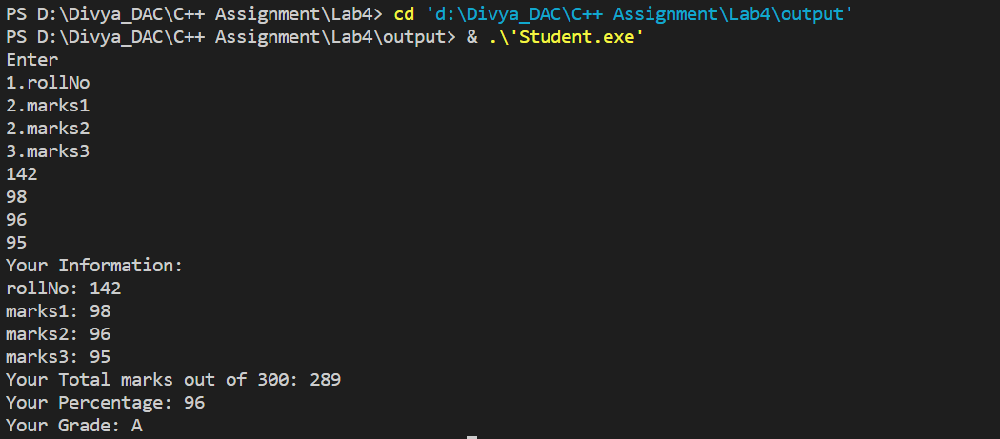 PS D:\Divya_DAC\C++ Assignment\Lab4> cd 'd:\Divya_DAC\C++ Assignment\Lab4\output'
PS D:\Divya_DAC\C++ Assignment\Lab4\output> & .\'Student.exe'
Enter
1.rollNo
2.marks1
2.marks2
3.marks3
142
98
96
95
Your Information:
rollNo: 142
marks1: 98
marks2: 96
marks3: 95
Your Total marks out of 300: 289
Your Percentage: 96
Your Grade: A